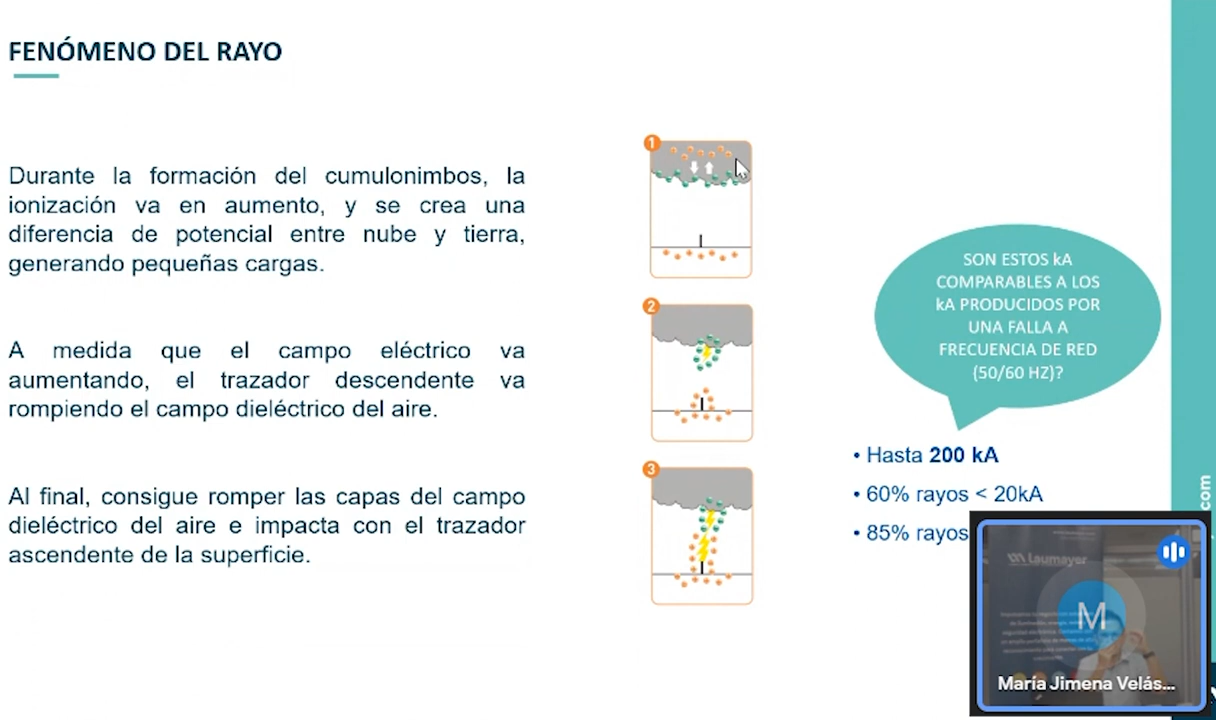 FENÓMENO DEL RAYO
Durante la formación del cumulonimbos, la
ionización va en aumento, y se crea una
diferencia de potencial entre nube y tierra,
generando pequeñas cargas.
A medida que el campo eléctrico va
aumentando, el trazador descendente va
rompiendo el campo dieléctrico del aire.
Al final, consigue romper las capas del campo
dieléctrico del aire e impacta con el trazador
ascendente de la superficie.
1
2
3
SON ESTOS kA
COMPARABLES A LOS
kA PRODUCIDOS POR
UNA FALLA A
FRECUENCIA DE RED
(50/60 HZ)?
• Hasta 200 kA
• 60% rayos < 20kA
• 85% rayos
.com
Laumayer
M
María Jimena Velás...